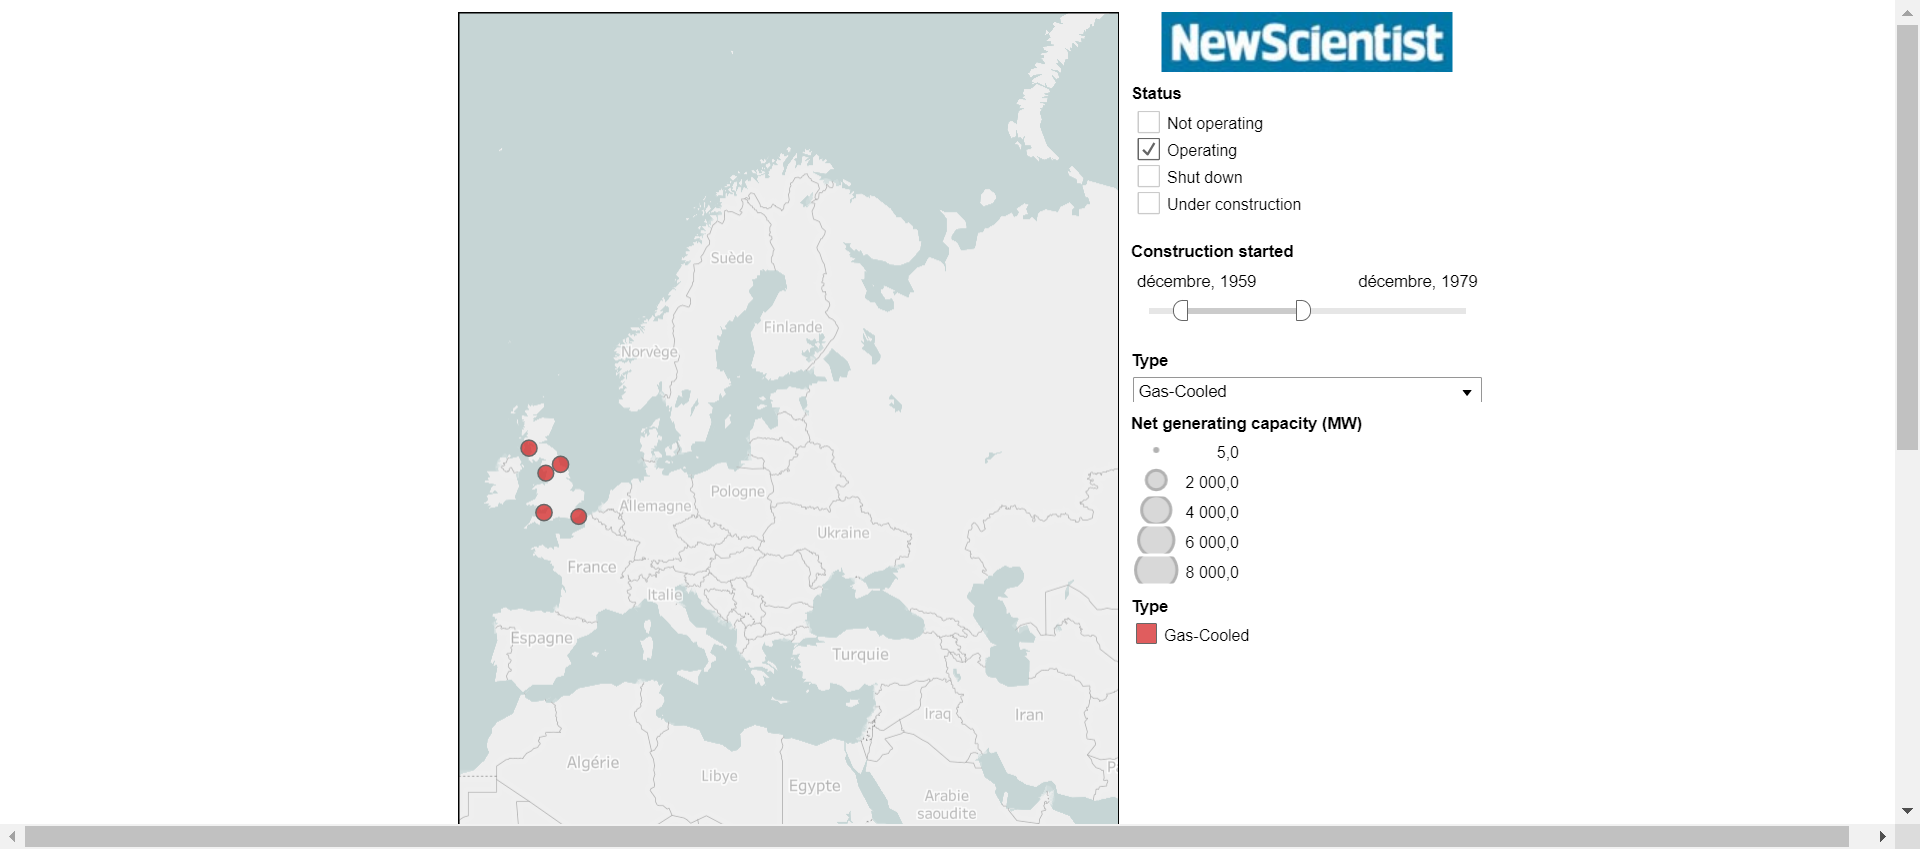 NewScientist
Status
Not operating
Operating
Shut down
Under construction
Construction started
décembre, 1959
décembre, 1979
Type
Gas-Cooled
Net generating capacity (MW)
5,0
2 000,0
4 000,0
6 000,0
8 000,0
Type
Gas-Cooled
Suède
Finlande
Norvège
Pologne
Allemagne
Ukraine
France
Italie
Espagne
Turquie
Iraq
Iran
Algérie
Libye
Egypte
Arabie
saoudite